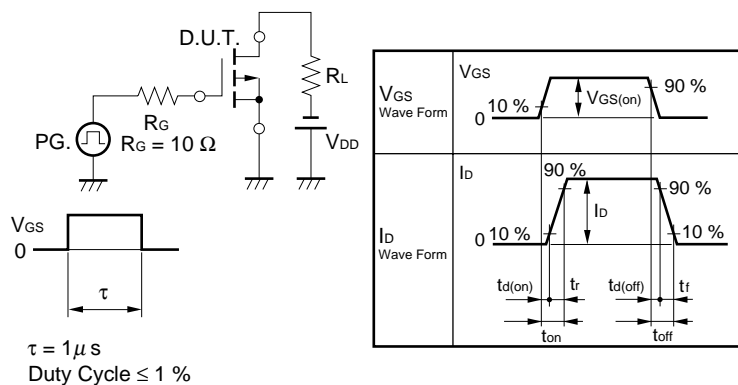 D.U.T.
RL
RG
PG.
RG = 10 Ω
VDD
VGS
0
τ
τ = 1μ s
Duty Cycle ≤ 1 %
VGS
Wave Form
VGS
10 %
0
VGS(on)
90 %
ID
Wave Form
ID
90 %
0 10 %
ID
90 %
10 %
td(on) tr td(off) tf
ton toff